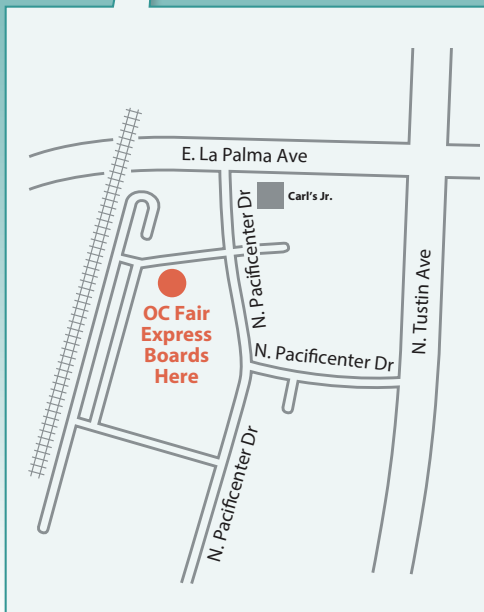 E. La Palma Ave
Carl's Jr.
N. Pacificenter Dr
N. Tustin Ave
OC Fair
Express
Boards
Here
N. Pacificenter Dr
N. Pacificenter Dr